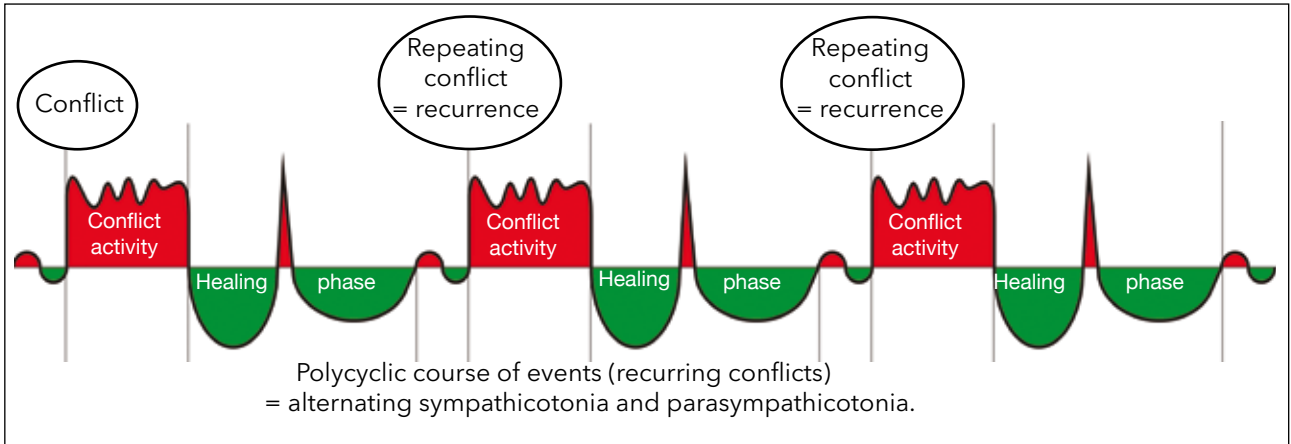 Conflict
Repeating
conflict
= recurrence
Repeating
conflict
= recurrence
Conflict
activity
Healing
phase
Conflict
activity
Healing
phase
Conflict
activity
Healing
phase
Polycyclic course of events (recurring conflicts)
= alternating sympathicotonia and parasympathicotonia.